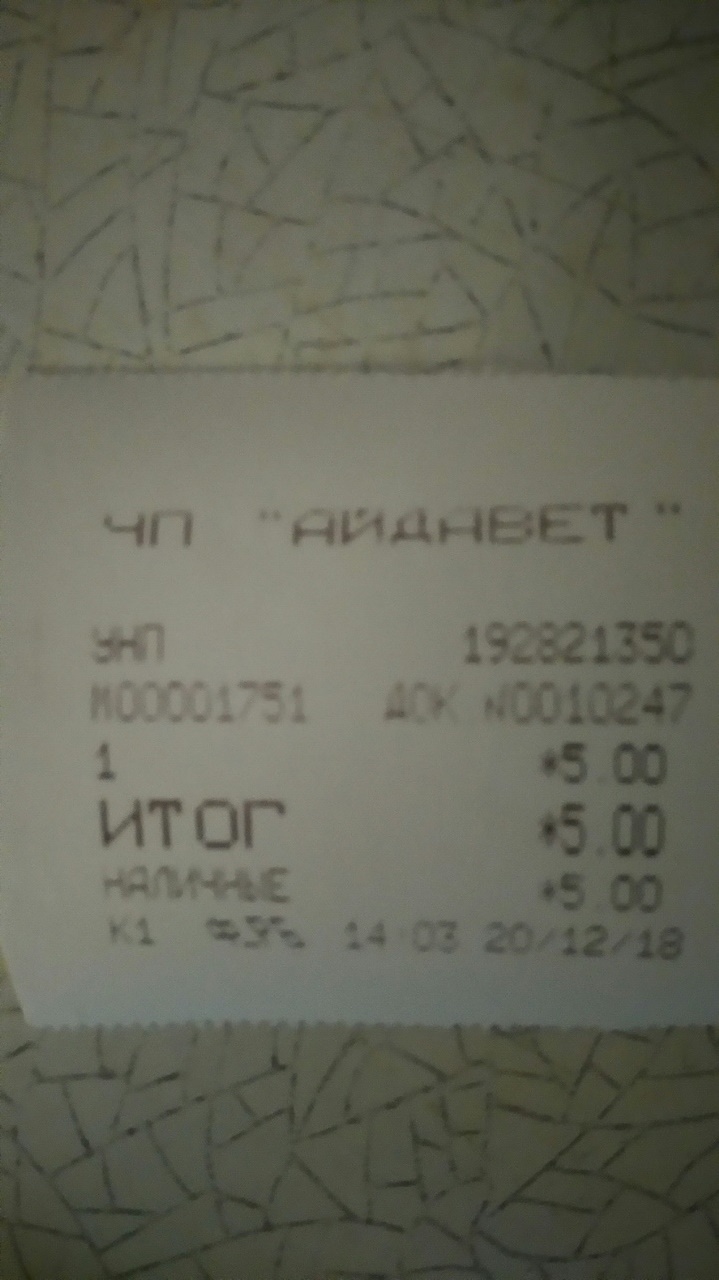 ЧП "АЙДАВЕТ"
УНП 192821350
М00001751 ДОК N0010247
1 *5.00
ИТОГ *5.00
НАЛИЧНЫЕ *5.00
К1 14:03 20/12/18